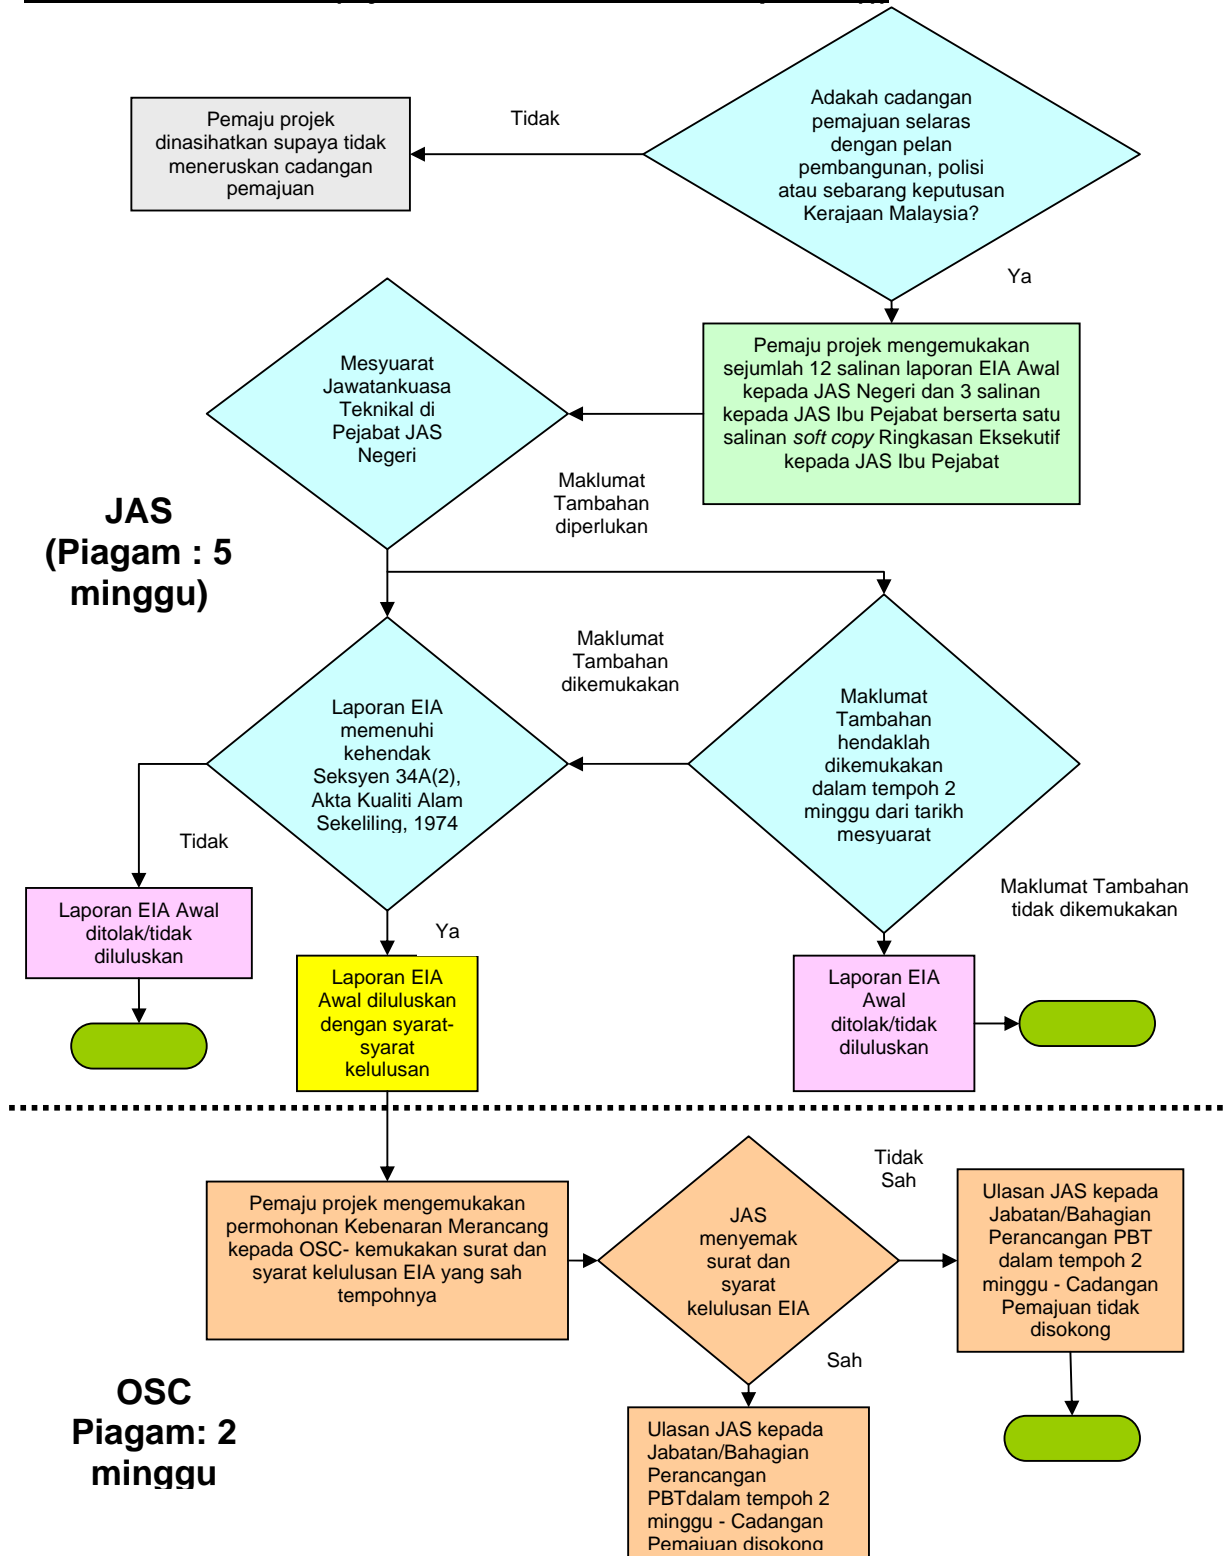 Adakah cadangan
pemajuan selaras
dengan pelan
pembangunan, polisi
atau sebarang keputusan
Kerajaan Malaysia?
Tidak
Pemaju projek
dinasihatkan supaya tidak
meneruskan cadangan
pemajuan
Ya
Pemaju projek mengemukakan
sejumlah 12 salinan laporan EIA Awal
kepada JAS Negeri dan 3 salinan
kepada JAS Ibu Pejabat berserta satu
salinan soft copy Ringkasan Eksekutif
kepada JAS Ibu Pejabat
Mesyuarat
Jawatankuasa
Teknikal di
Pejabat JAS
Negeri
Maklumat
Tambahan
diperlukan
JAS
(Piagam : 5
minggu)
Maklumat
Tambahan
dikemukakan
Maklumat
Tambahan
hendaklah
dikemukakan
dalam tempoh 2
minggu dari tarikh
mesyuarat
Laporan EIA
memenuhi
kehendak
Seksyen 34A(2),
Akta Kualiti Alam
Sekeliling, 1974
Tidak
Laporan EIA Awal
ditolak/tidak
diluluskan
Ya
Laporan EIA
Awal diluluskan
dengan syarat-
syarat
kelulusan
Maklumat Tambahan
tidak dikemukakan
Laporan EIA
Awal
ditolak/tidak
diluluskan
Pemaju projek mengemukakan
permohonan Kebenaran Merancang
kepada OSC- kemukakan surat dan
syarat kelulusan EIA yang sah
tempohnya
JAS
menyemak
surat dan
syarat
kelulusan EIA
Tidak
Sah
Ulasan JAS kepada
Jabatan/Bahagian
Perancangan PBT
dalam tempoh 2
minggu - Cadangan
Pemajuan tidak
disokong
Sah
OSC
Piagam: 2
minggu
Ulasan JAS kepada
Jabatan/Bahagian
Perancangan
PBTdalam tempoh 2
minggu - Cadangan
Pemajuan disokong